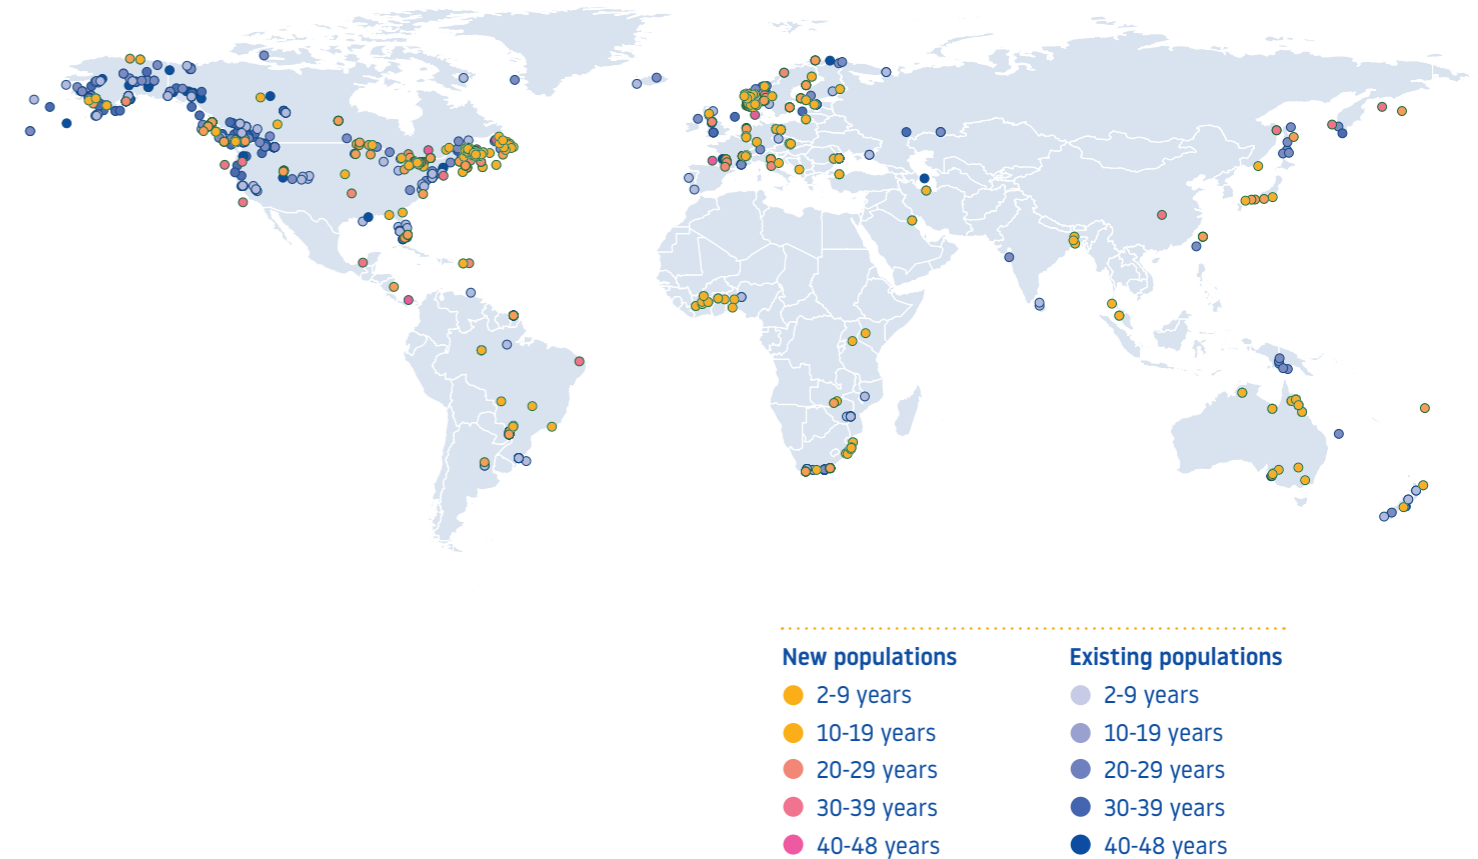 New populations
2-9 years
10-19 years
20-29 years
30-39 years
40-48 years
Existing populations
2-9 years
10-19 years
20-29 years
30-39 years
40-48 years